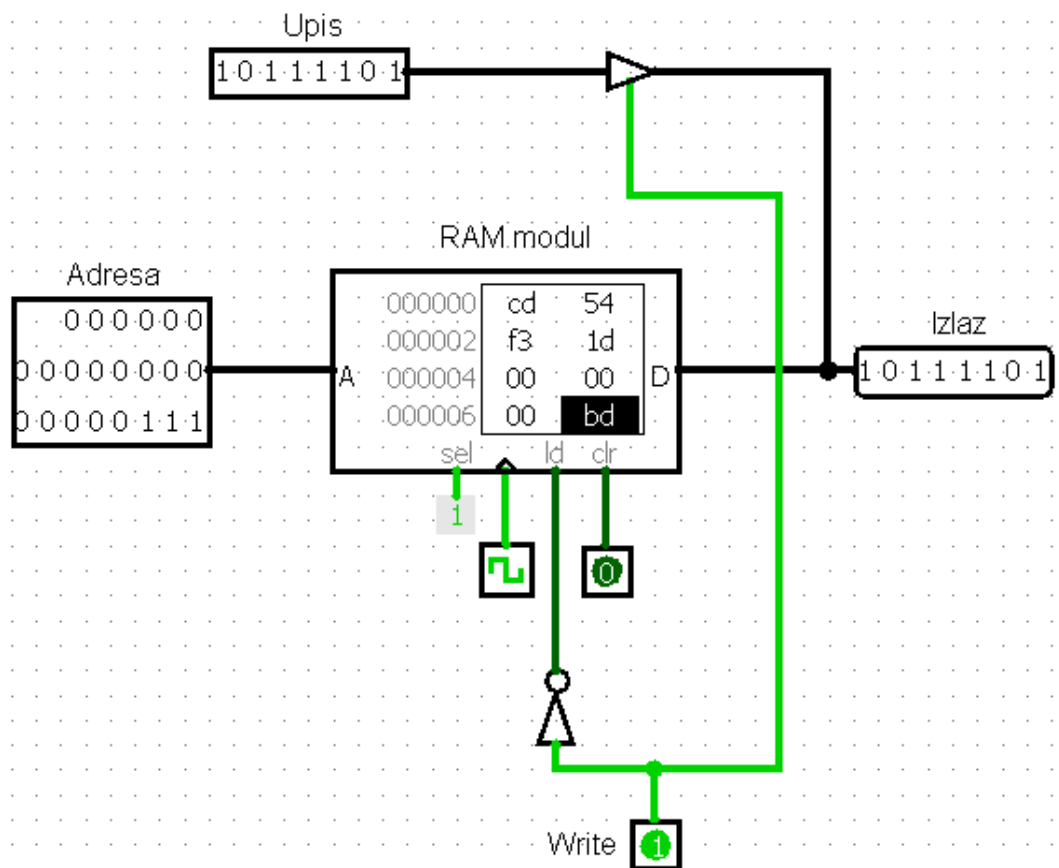 Upis
1 0 1 1 1 1 0 1
RAM modul
Adresa
0 0 0 0 0 0
0 0 0 0 0 0 0 0
0 0 0 0 0 1 1 1
A
000000 cd 54
000002 f3 1d
000004 00 00
000006 00 bd
D
sel ld clr
Izlaz
1 0 1 1 1 1 0 1
1
0
Write 1